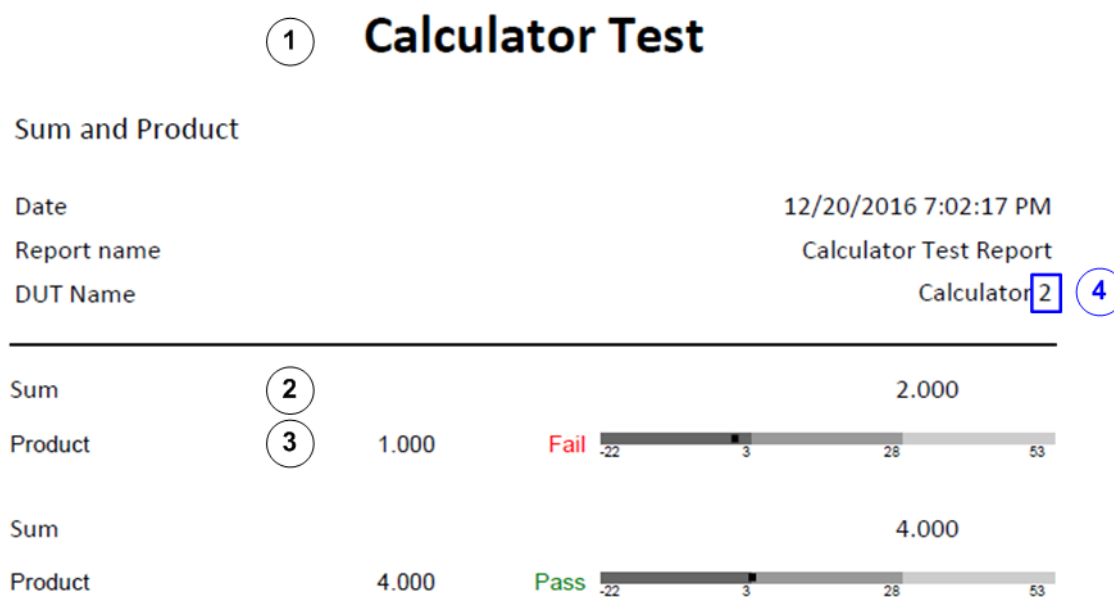 1 Calculator Test
Sum and Product
Date 12/20/2016 7:02:17 PM
Report name Calculator Test Report
DUT Name Calculator 2 4
Sum 2 2.000
Product 3 1.000 Fail
-22 3 28 53
Sum 4.000
Product 4.000 Pass
-22 3 28 53